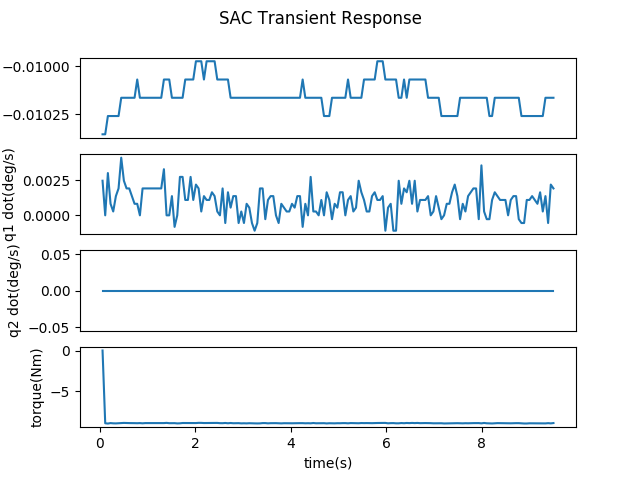 SAC Transient Response
−0.01000
−0.01025
q1 dot(deg/s)
0.0025
0.0000
q2 dot(deg/s)
0.05
0.00
−0.05
torque(Nm)
0
−5
0 2 4 6 8
time(s)